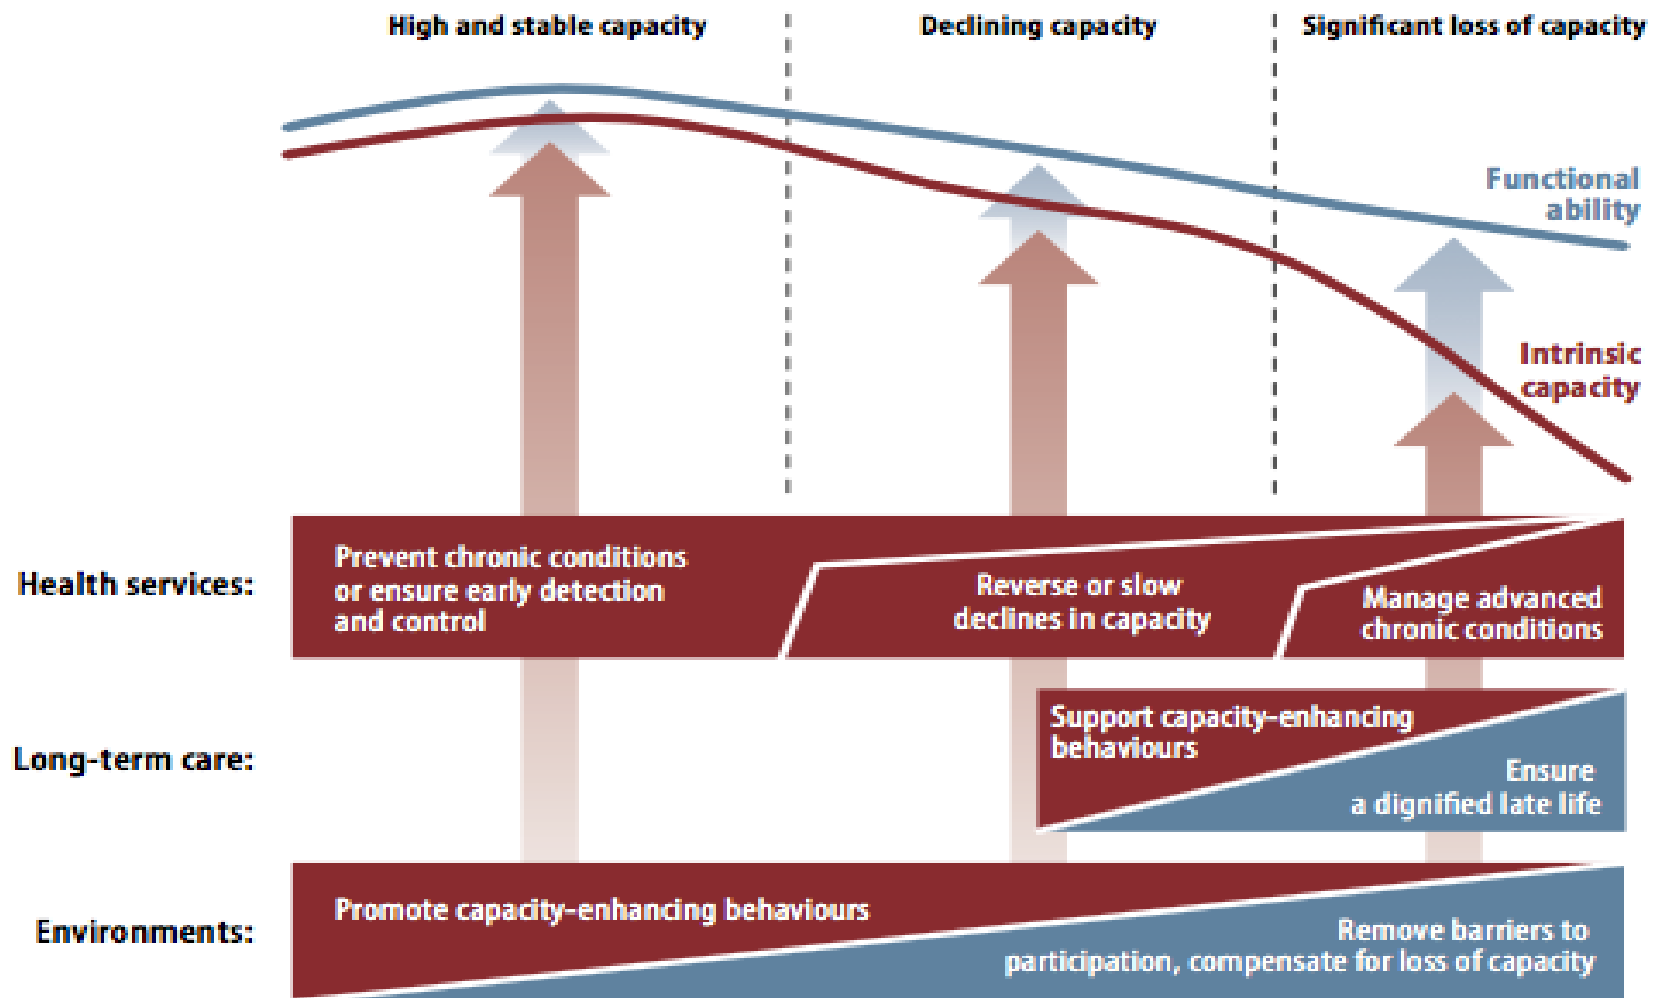 High and stable capacity
Declining capacity
Significant loss of capacity
Functional
ability
Intrinsic
capacity
Health services:
Prevent chronic conditions
or ensure early detection
and control
Reverse or slow
declines in capacity
Manage advanced
chronic conditions
Long-term care:
Support capacity-enhancing
behaviours
Ensure
a dignified late life
Environments:
Promote capacity-enhancing behaviours
Remove barriers to
participation, compensate for loss of capacity